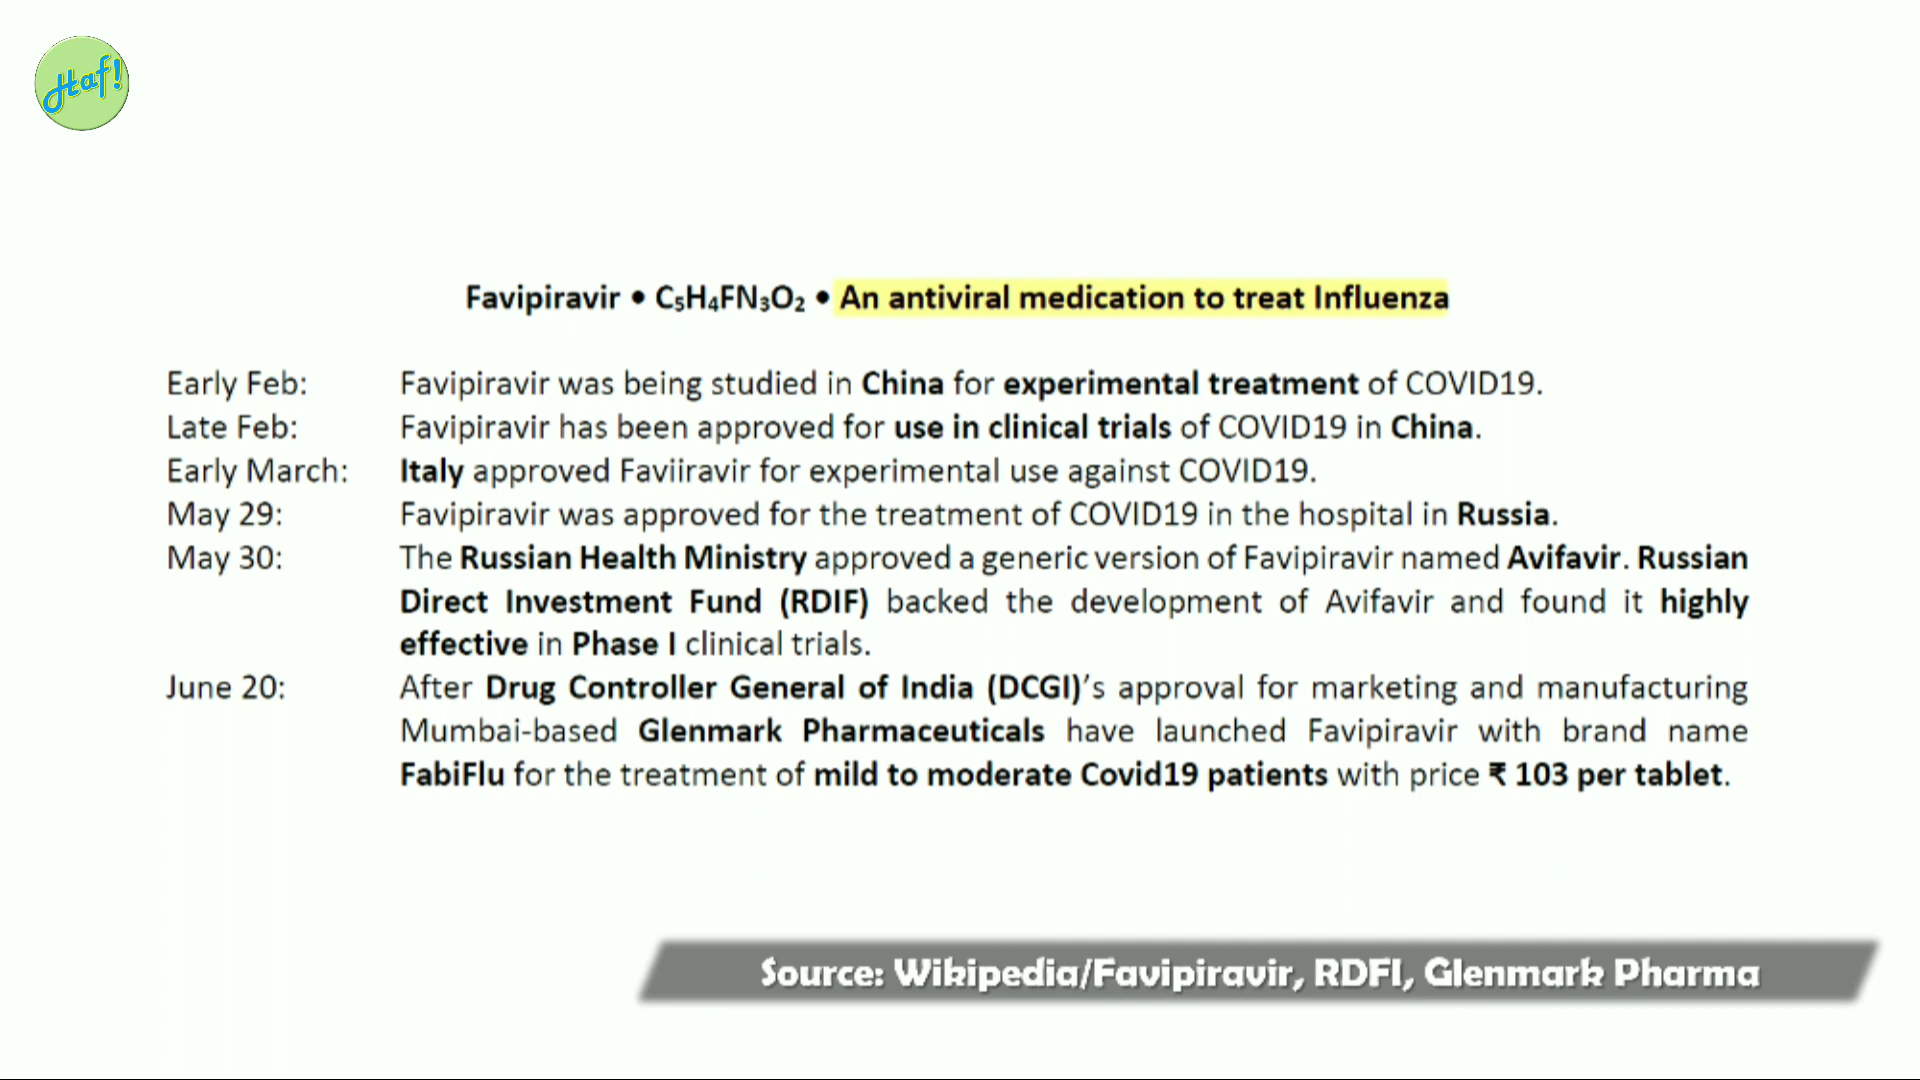 Haf!
Favipiravir • C₅H₄FN₃O₂ • An antiviral medication to treat Influenza
Early Feb: Favipiravir was being studied in China for experimental treatment of COVID19.
Late Feb: Favipiravir has been approved for use in clinical trials of COVID19 in China.
Early March: Italy approved Faviiravir for experimental use against COVID19.
May 29: Favipiravir was approved for the treatment of COVID19 in the hospital in Russia.
May 30: The Russian Health Ministry approved a generic version of Favipiravir named Avifavir. Russian
Direct Investment Fund (RDIF) backed the development of Avifavir and found it highly
effective in Phase I clinical trials.
June 20: After Drug Controller General of India (DCGI)’s approval for marketing and manufacturing
Mumbai-based Glenmark Pharmaceuticals have launched Favipiravir with brand name
FabiFlu for the treatment of mild to moderate Covid19 patients with price ₹ 103 per tablet.
Source: Wikipedia/Favipiravir, RDFI, Glenmark Pharma